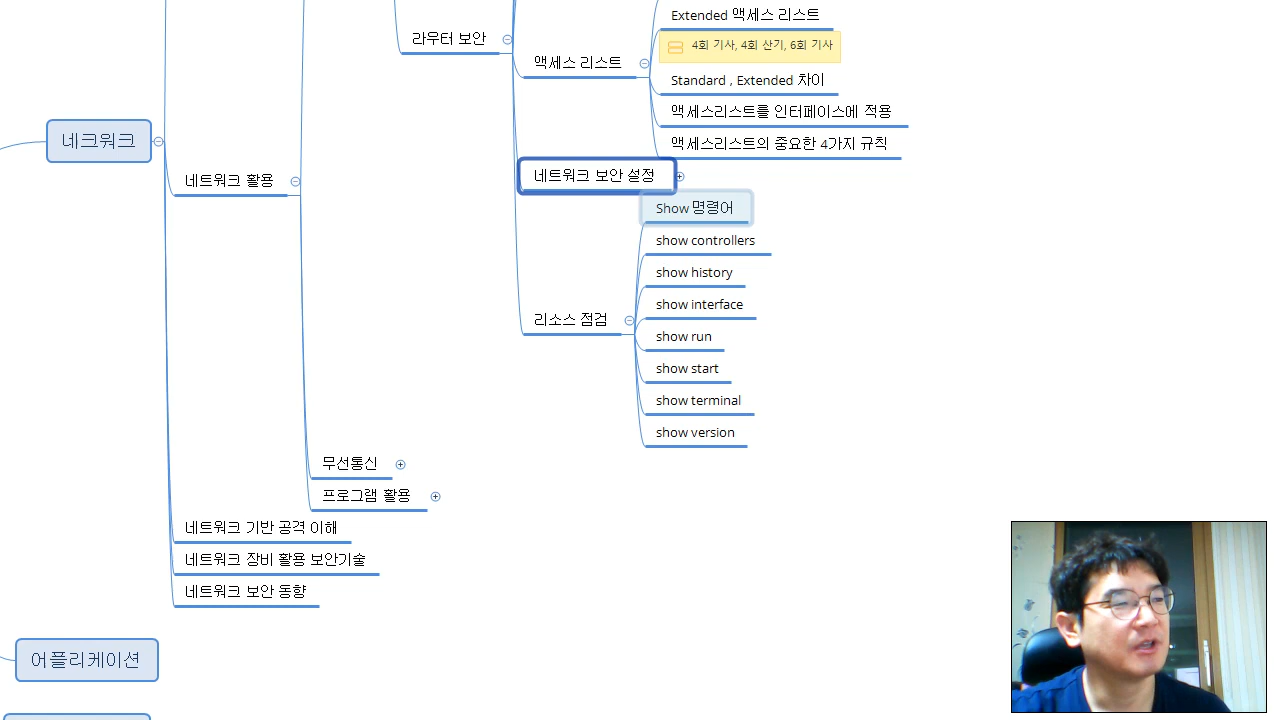 Extended 액세스 리스트
라우터 보안
4회 기사, 4회 산기, 6회 기사
액세스 리스트
Standard , Extended 차이
액세스리스트를 인터페이스에 적용
네크워크
액세스리스트의 중요한 4가지 규칙
네트워크 활용
네트워크 보안 설정
Show 명령어
show controllers
show history
show interface
리소스 점검
show run
show start
show terminal
show version
무선통신
프로그램 활용
네트워크 기반 공격 이해
네트워크 장비 활용 보안기술
네트워크 보안 동향
어플리케이션